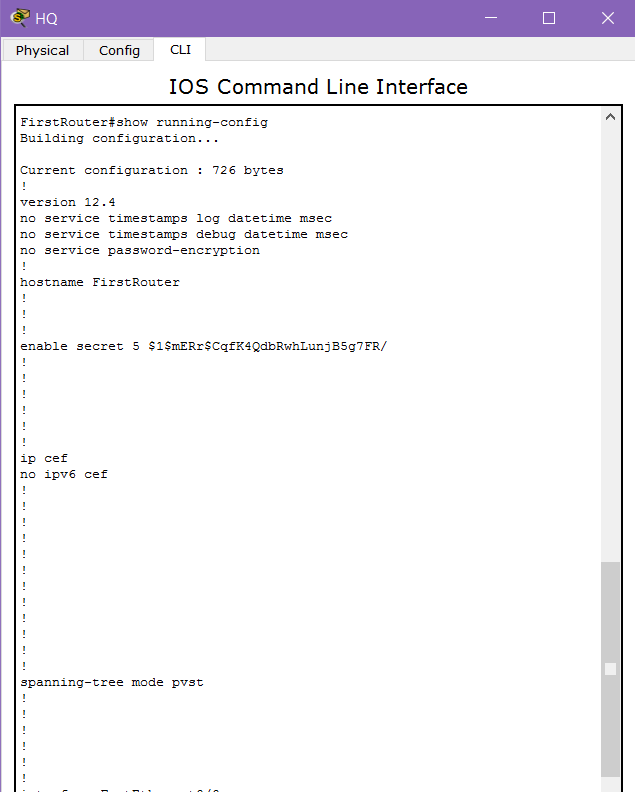 HQ
Physical Config CLI
IOS Command Line Interface
FirstRouter#show running-config
Building configuration...
Current configuration : 726 bytes
!
version 12.4
no service timestamps log datetime msec
no service timestamps debug datetime msec
no service password-encryption
!
hostname FirstRouter
!
!
!
enable secret 5 $1$mERr$CqfK4QdbRwhLunjB5g7FR/
!
!
!
!
!
!
ip cef
no ipv6 cef
!
!
!
!
!
!
!
!
!
!
!
!
spanning-tree mode pvst
!
!
!
!
!
!